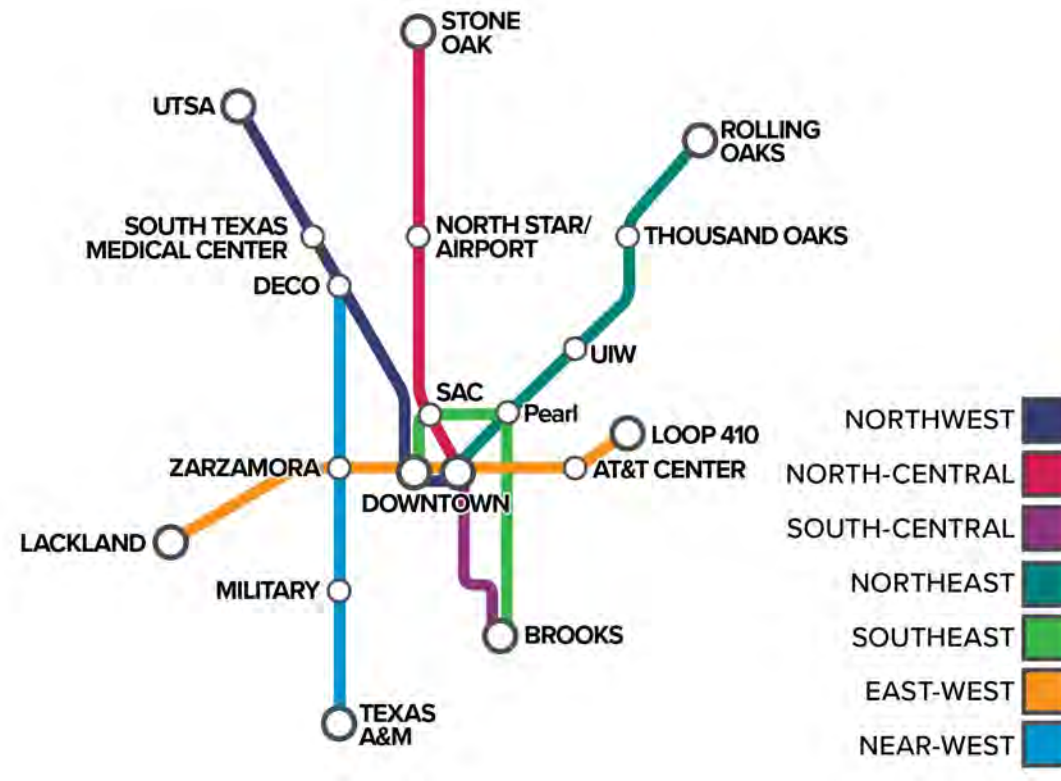 STONE
OAK
UTSA
ROLLING
OAKS
SOUTH TEXAS
MEDICAL CENTER
NORTH STAR/
AIRPORT
THOUSAND OAKS
DECO
UIW
SAC
Pearl
LOOP 410
ZARZAMORA
AT&T CENTER
DOWNTOWN
LACKLAND
MILITARY
BROOKS
TEXAS
A&M
NORTHWEST
NORTH-CENTRAL
SOUTH-CENTRAL
NORTHEAST
SOUTHEAST
EAST-WEST
NEAR-WEST